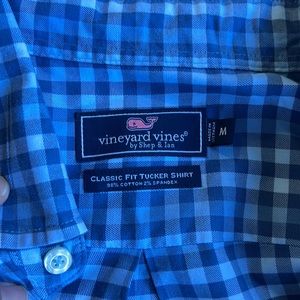 vineyard vines®
by Shep & Ian
M
CLASSIC FIT TUCKER SHIRT
98% COTTON 2% SPANDEX